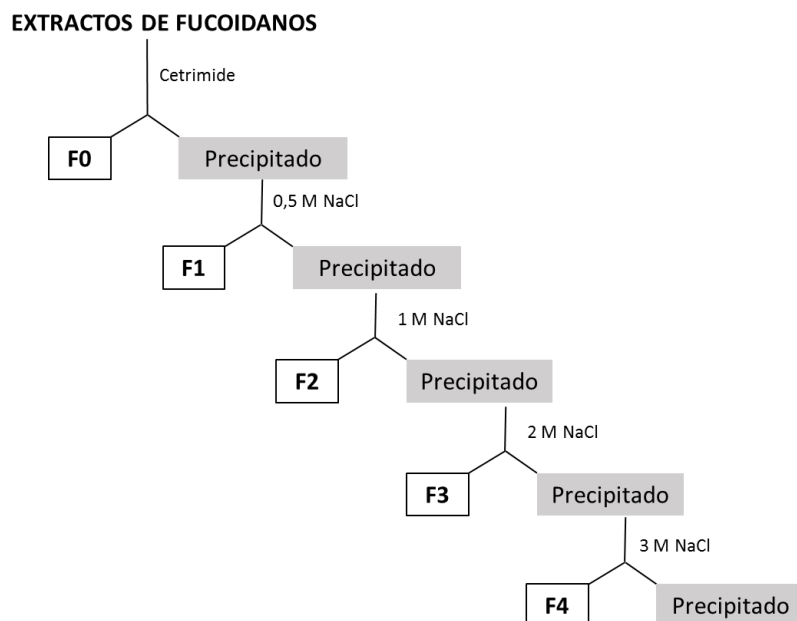 EXTRACTOS DE FUCOIDANOS
Cetrimide
F0
Precipitado
0,5 M NaCl
F1
Precipitado
1 M NaCl
F2
Precipitado
2 M NaCl
F3
Precipitado
3 M NaCl
F4
Precipitado